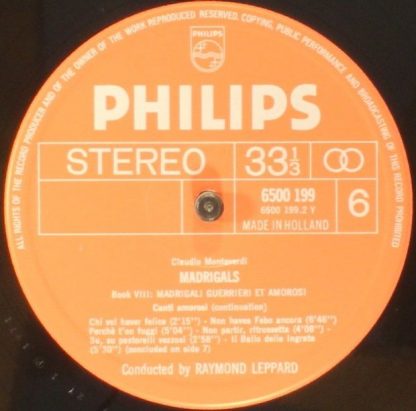 ALL RIGHTS OF THE RECORD PRODUCER AND OF THE OWNER OF THE WORK REPRODUCED RESERVED. COPYING, PUBLIC PERFORMANCE AND BROADCASTING OF THIS RECORD PROHIBITED
PHILIPS
PHILIPS
STEREO 33 1/3
6500 199
6500 199.2 Y
6
MADE IN HOLLAND
Claudio Monteverdi
MADRIGALS
Book VIII: MADRIGALI GUERRIERI ET AMOROSI
Canti amorosi (continuation)
Chi vol haver felice (2'15") - Non havea Febo ancora (5'46")
Perchè t'en fuggi (5'04") - Non partir, ritrosetta (4'08") -
Su, su pastorelli vezzosi (2'58") - Il Ballo delle ingrate
(5'30") (concluded on side 7)
Conducted by RAYMOND LEPPARD